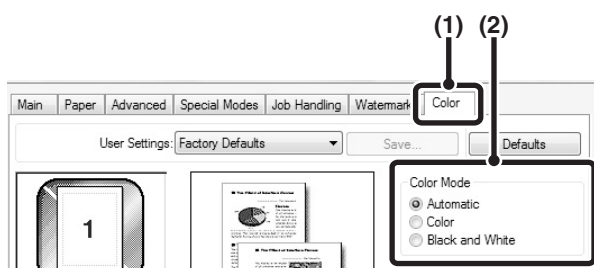 (1) (2)
Main Paper Advanced Special Modes Job Handling Watermark Color
User Settings: Factory Defaults Save... Defaults
Color Mode
Automatic
1
Color
Black and White